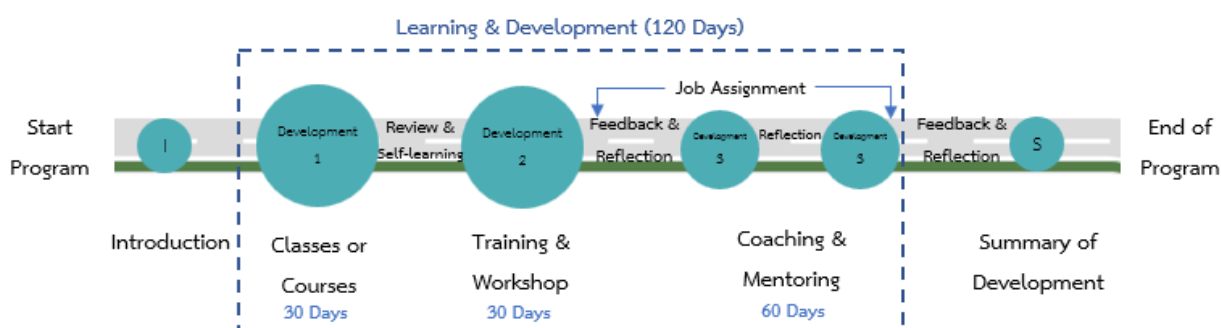 Learning & Development (120 Days)
Job Assignment
Start
Program
I
Development
1
Review &
Self-learning
Development
2
Feedback &
Reflection
Development
3
Reflection
Development
3
Feedback &
Reflection
S
End of
Program
Introduction
Classes or
Courses
30 Days
Training &
Workshop
30 Days
Coaching &
Mentoring
60 Days
Summary of
Development